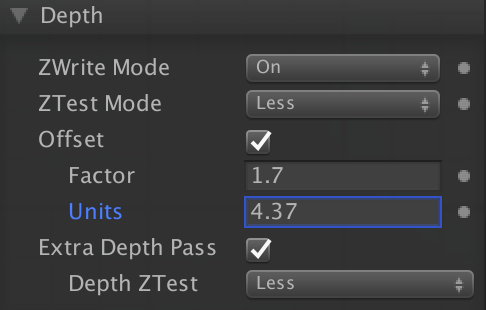 Depth
ZWrite Mode On
ZTest Mode Less
Offset
Factor 1.7
Units 4.37
Extra Depth Pass
Depth ZTest Less